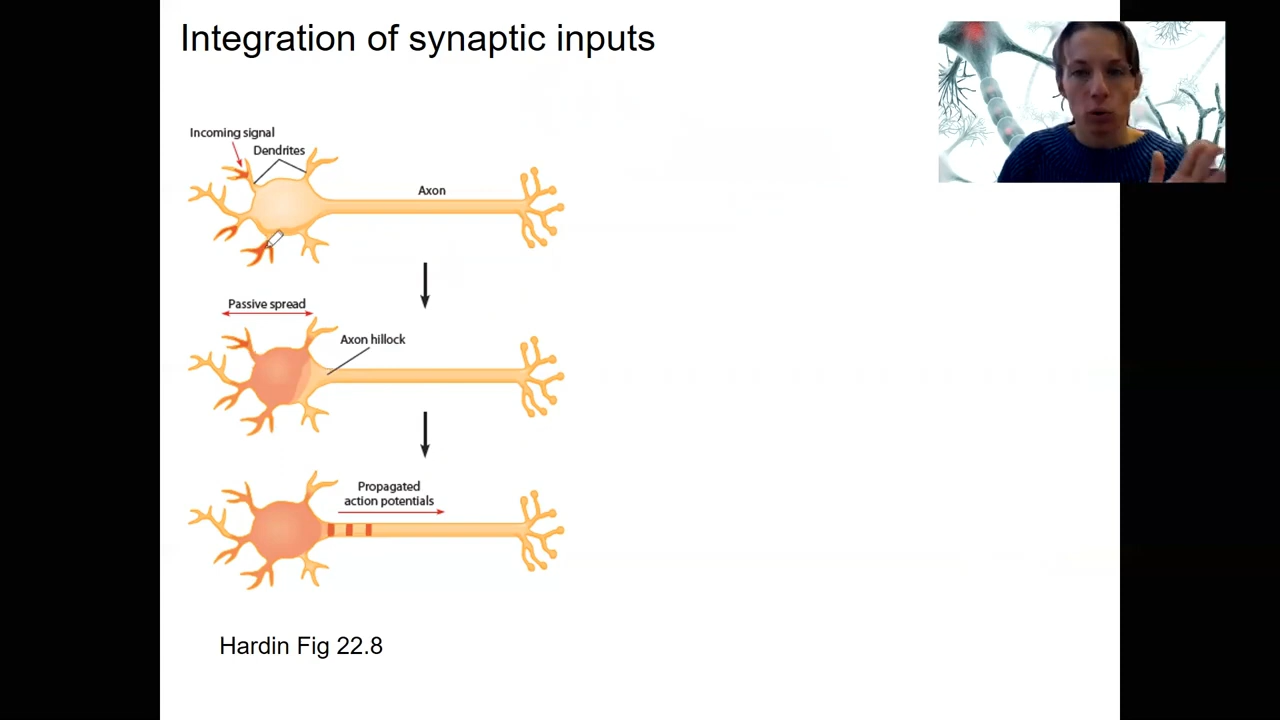 Integration of synaptic inputs
Incoming signal
Dendrites
Axon
Passive spread
Axon hillock
Propagated
action potentials
Hardin Fig 22.8